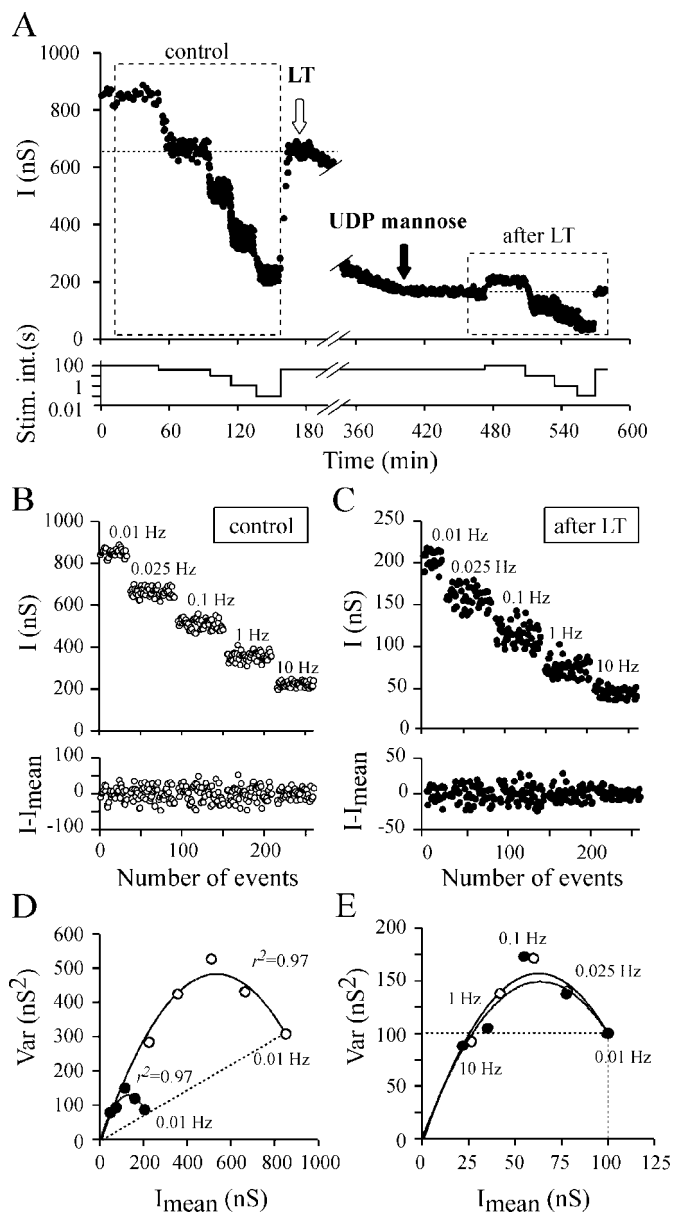 A
control
LT
UDP mannose
after LT
I (nS)
1000
800
600
400
200
0
Stim. int.(s)
100
1
0.01
0 60 120 180 360 420 480 540 600
Time (min)
B
control
0.01 Hz
0.025 Hz
0.1 Hz
1 Hz
10 Hz
I (nS)
1000
800
600
400
200
0
I-Imean
100
0
-100
0 100 200
Number of events
C
after LT
0.01 Hz
0.025 Hz
0.1 Hz
1 Hz
10 Hz
I (nS)
250
200
150
100
50
0
I-Imean
50
0
-50
0 100 200
Number of events
D
r²=0.97
r²=0.97
0.01 Hz
0.01 Hz
Var (nS²)
600
500
400
300
200
100
0
0 200 400 600 800 1000
Imean (nS)
E
0.1 Hz
0.025 Hz
1 Hz
10 Hz
0.01 Hz
Var (nS²)
200
175
150
125
100
75
50
25
0
0 25 50 75 100 125
Imean (nS)